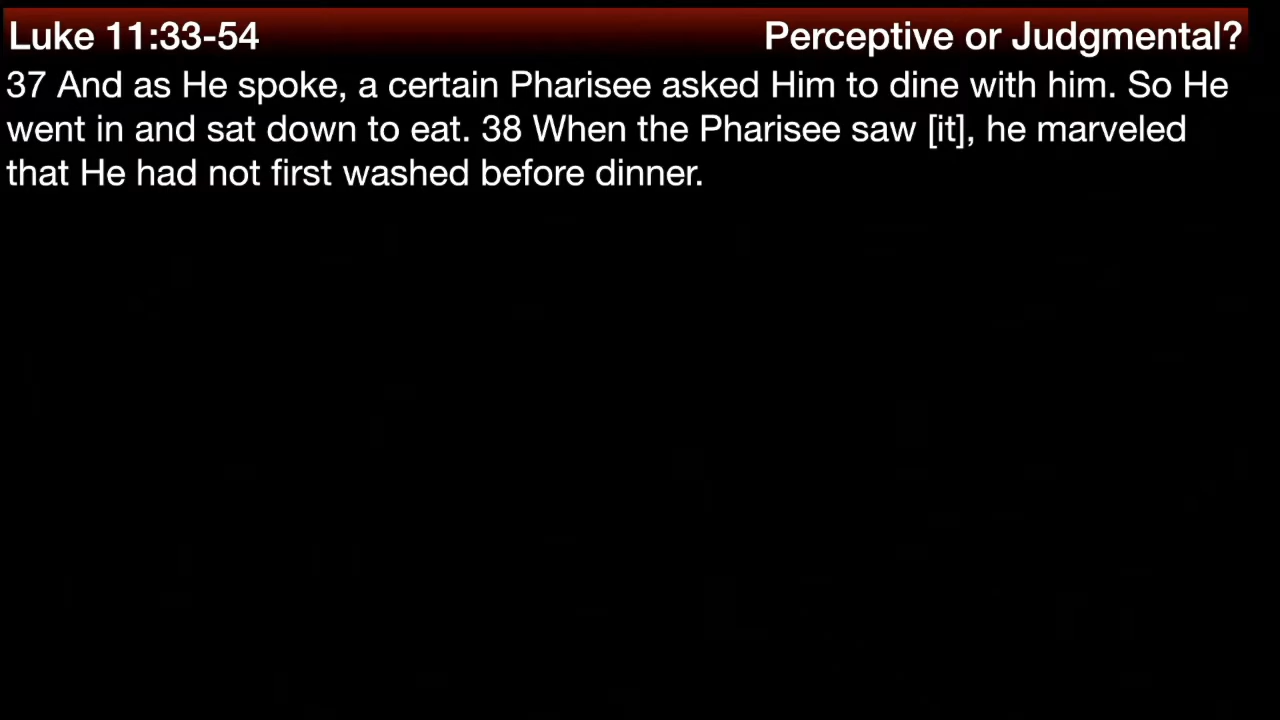 Luke 11:33-54 Perceptive or Judgmental?
37 And as He spoke, a certain Pharisee asked Him to dine with him. So He
went in and sat down to eat. 38 When the Pharisee saw [it], he marveled
that He had not first washed before dinner.